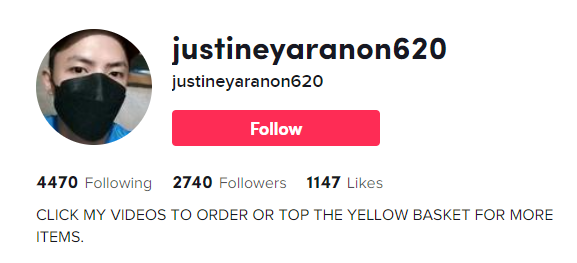 justineyaranon620
justineyaranon620
Follow
4470 Following 2740 Followers 1147 Likes
CLICK MY VIDEOS TO ORDER OR TOP THE YELLOW BASKET FOR MORE
ITEMS.